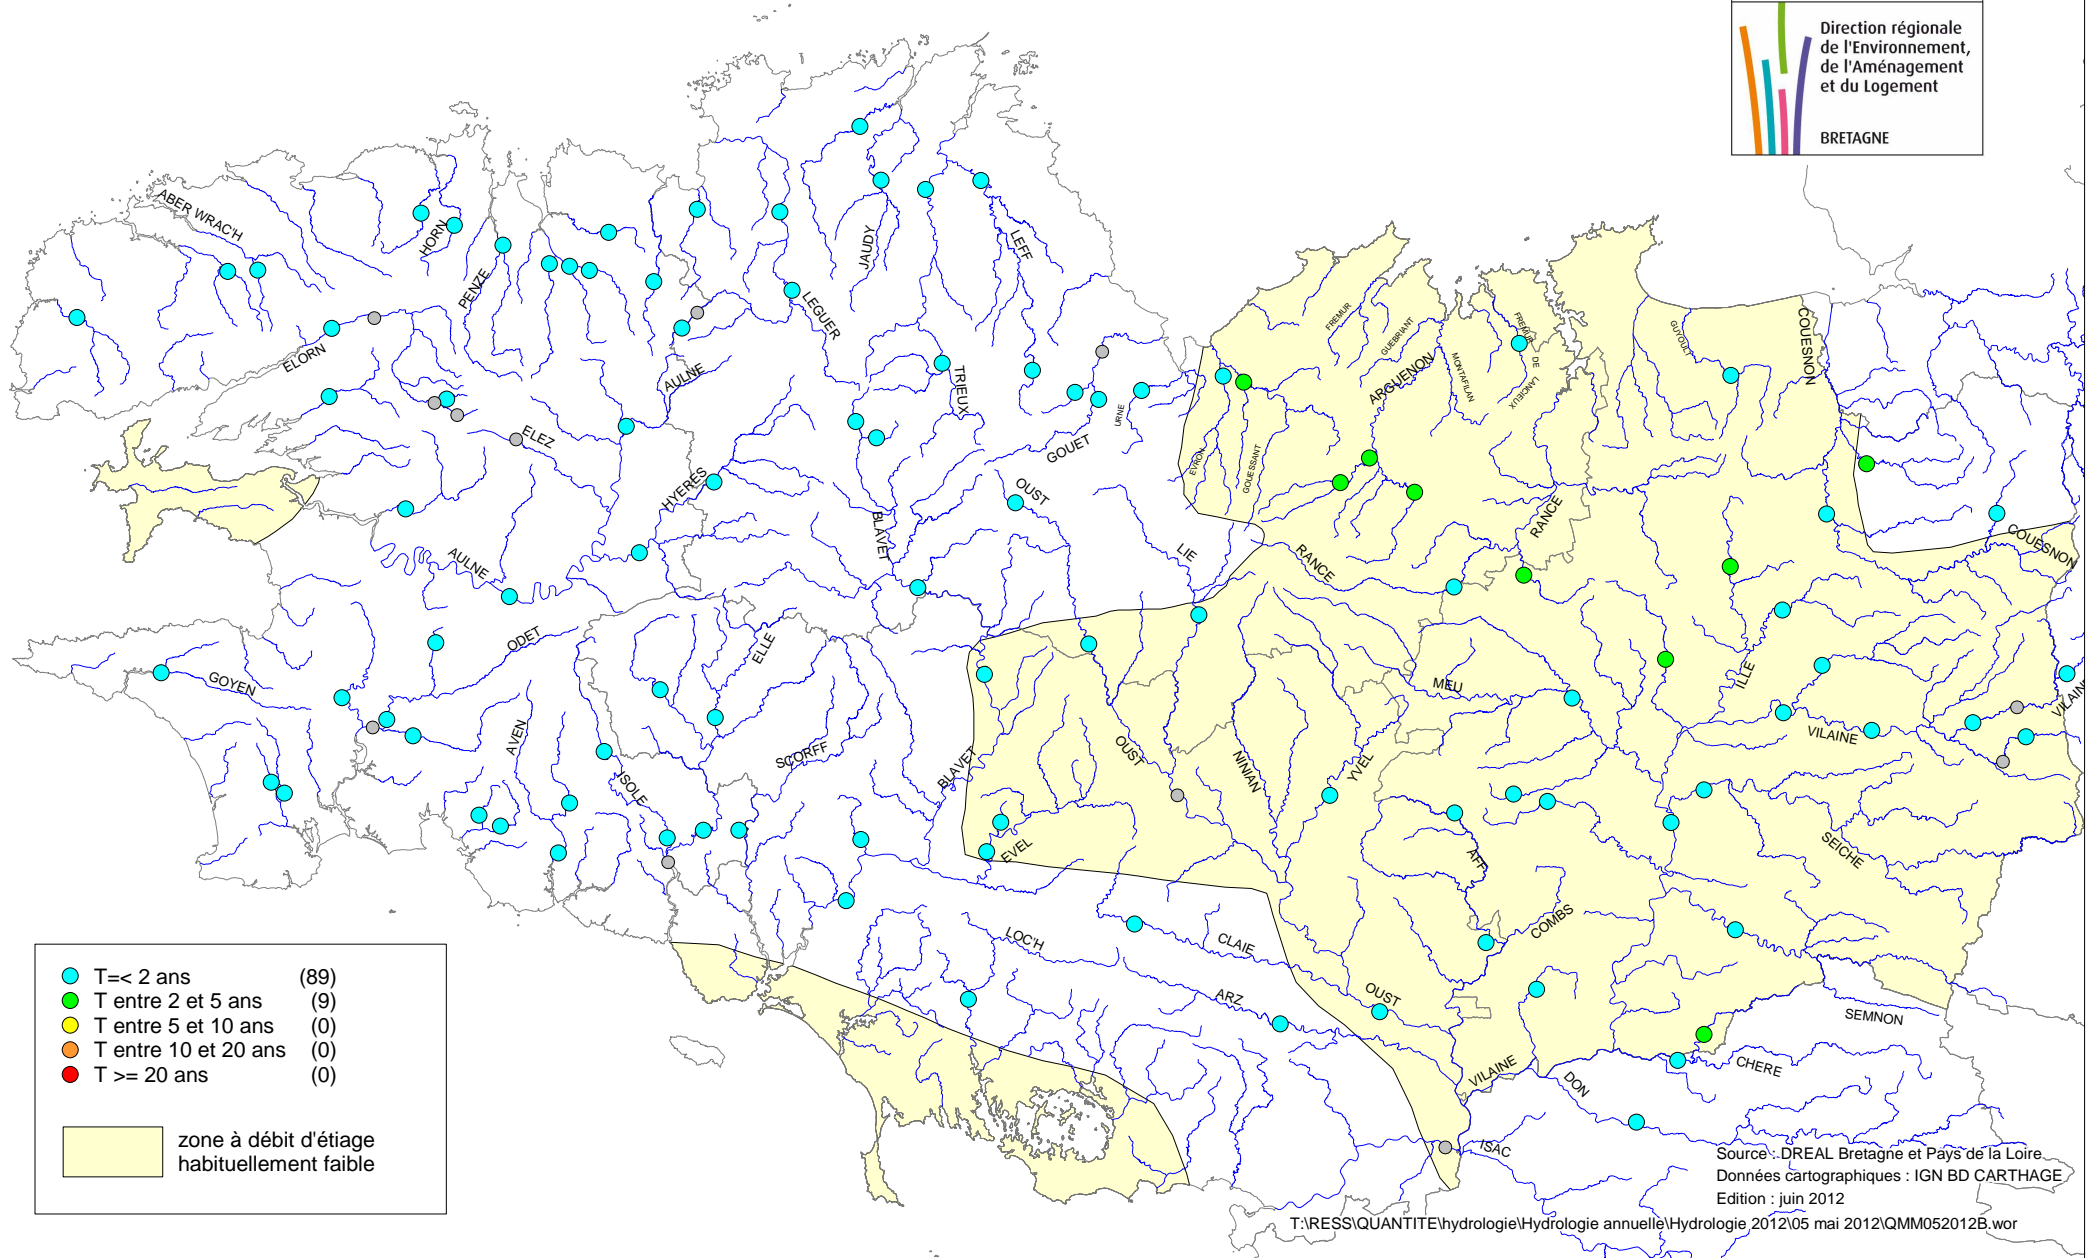 Direction régionale
de l'Environnement,
de l'Aménagement
et du Logement
BRETAGNE
ABER WRAC'H
HORN
PENZE
ELORN
JAUDY
LEFF
LEGUER
AULNE
TRIEUX
ELEZ
GOUET
URNE
HYERES
BLAVET
OUST
LIE
AULNE
ODET
ELLE
GOYEN
AVEN
ISOLE
SCORFF
BLAVET
EVEL
FREMUR
GUEBRIANT
ARGUENON
MONTAFILAN
FREMUR
DE
LANCIEUX
GUYOULT
COUESNON
EVRON
GOUESSANT
RANCE
RANCE
COUESNON
MEU
ILLE
VILAINE
VILAINE
OUST
NINIAN
YVEL
AFF
SEICHE
COMBS
LOC'H
CLAIE
ARZ
OUST
SEMNON
CHERE
VILAINE
DON
ISAC
T=< 2 ans (89)
T entre 2 et 5 ans (9)
T entre 5 et 10 ans (0)
T entre 10 et 20 ans (0)
T >= 20 ans (0)
zone à débit d'étiage
habituellement faible
Source : DREAL Bretagne et Pays de la Loire
Données cartographiques : IGN BD CARTHAGE
Edition : juin 2012
T:\RESS\QUANTITE\hydrologie\Hydrologie annuelle\Hydrologie 2012\05 mai 2012\QMM052012B.wor